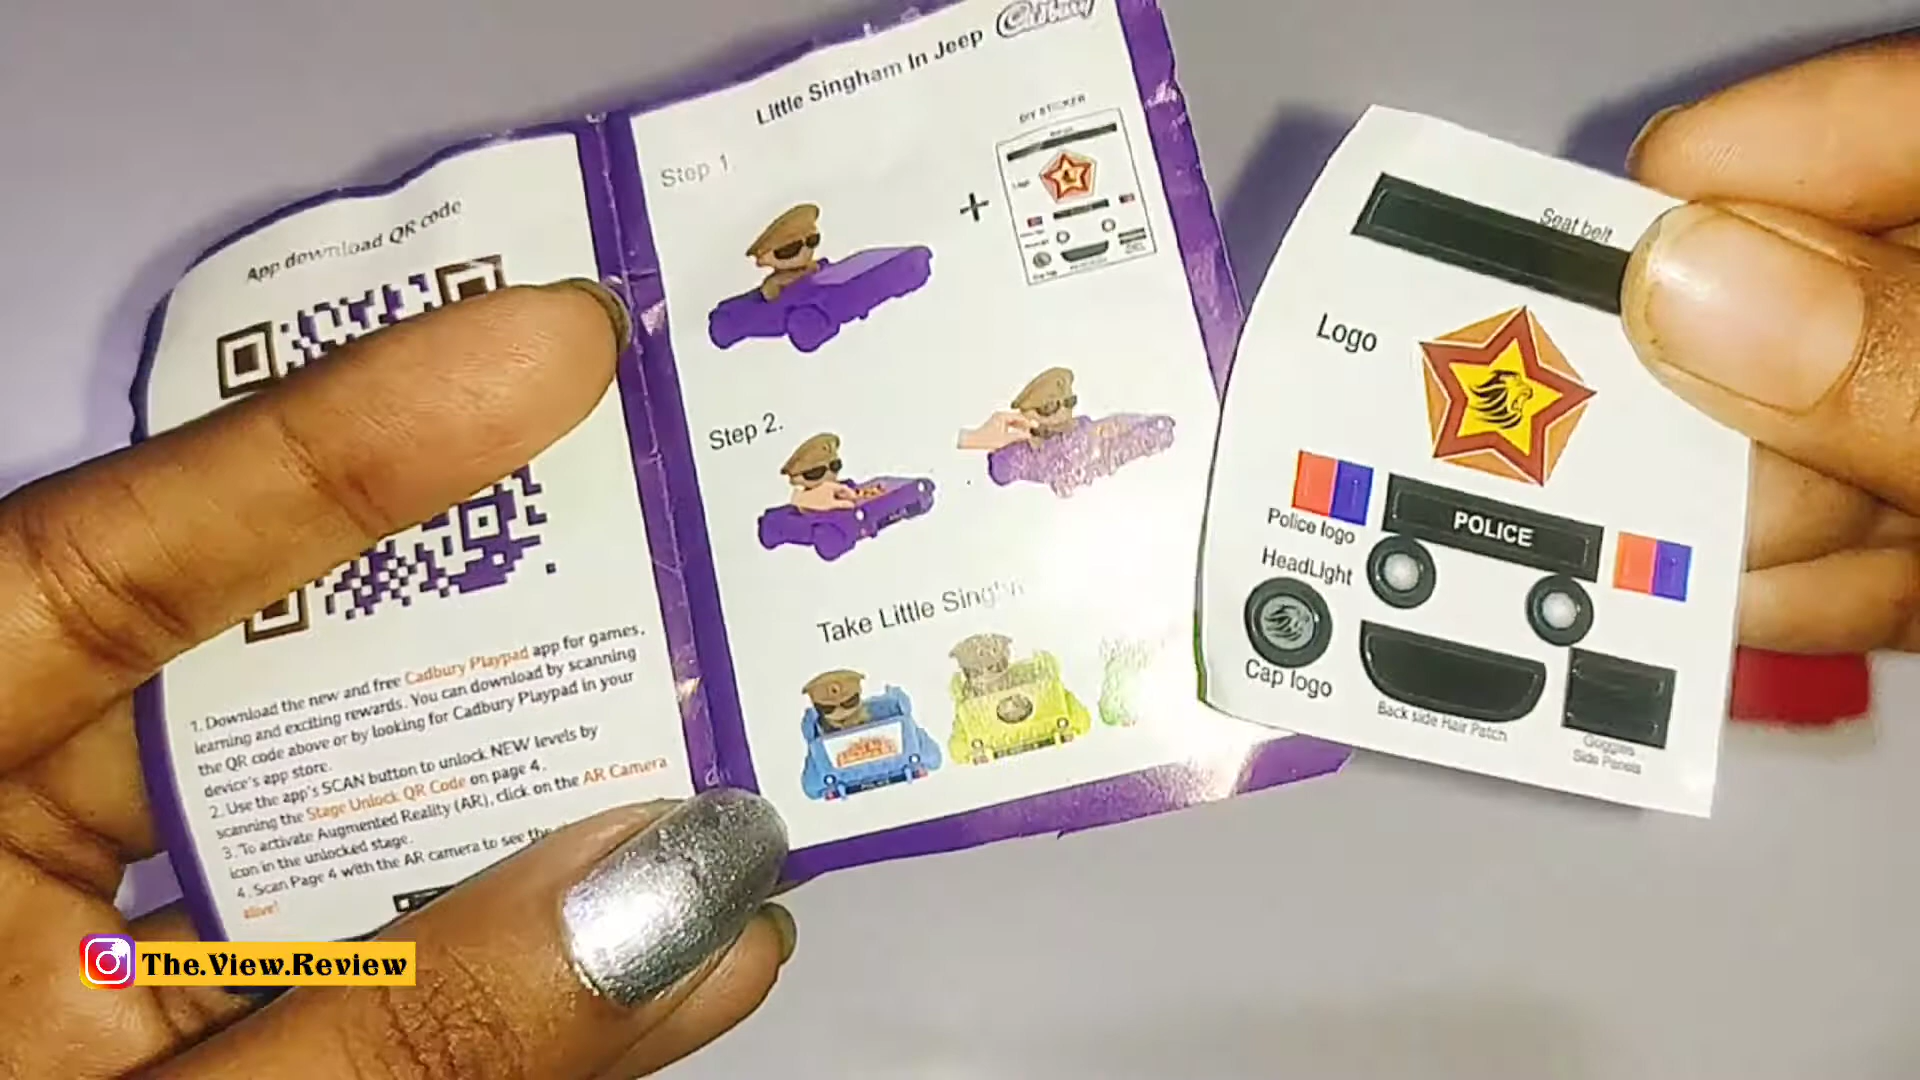 App download QR code
1. Download the new and free Cadbury Playpad app for games,
learning and exciting rewards. You can download by scanning
the QR code above or by looking for Cadbury Playpad in your
device's app store.
2. Use the app's SCAN button to unlock NEW levels by
scanning the Stage Unlock QR Code on page 4.
3. To activate Augmented Reality (AR), click on the AR Camera
icon in the unlocked stage.
4. Scan Page 4 with the AR camera to see the
alive!
Little Singham In Jeep
Cadbury
Step 1.
DIY STICKER
Logo
Step 2.
Take Little
Seat belt
Logo
POLICE
Police logo
HeadLight
Cap logo
Back side Hair Patch
Goggles
Side Panels
The.View.Review